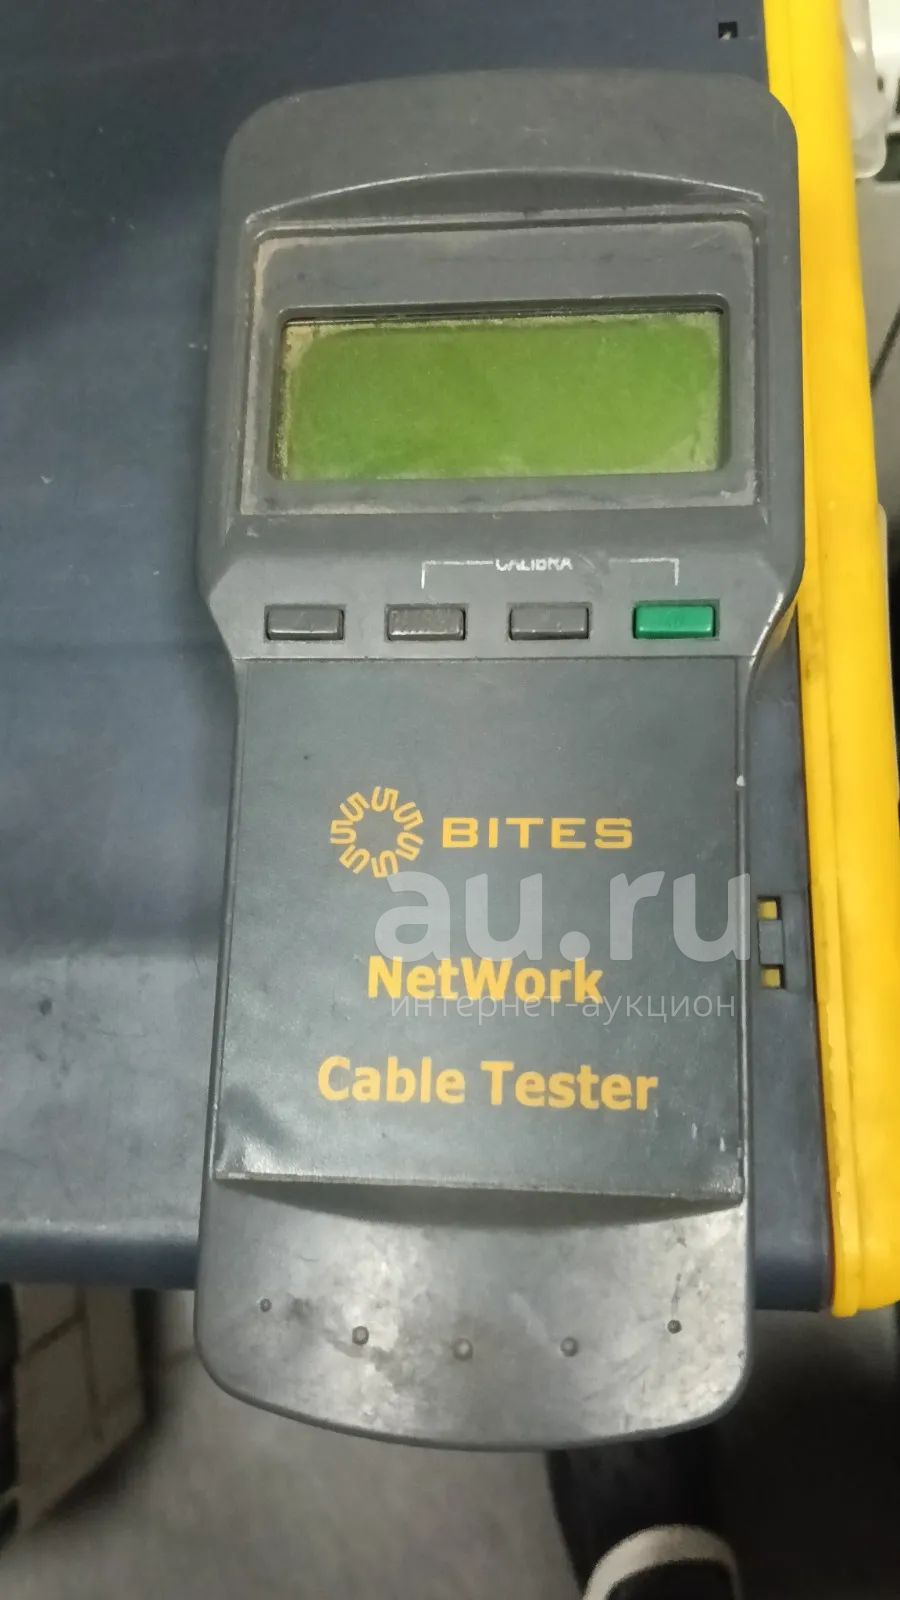 CALIBRA
BITES
au.ru
NetWork
интернет-аукцион
Cable Tester